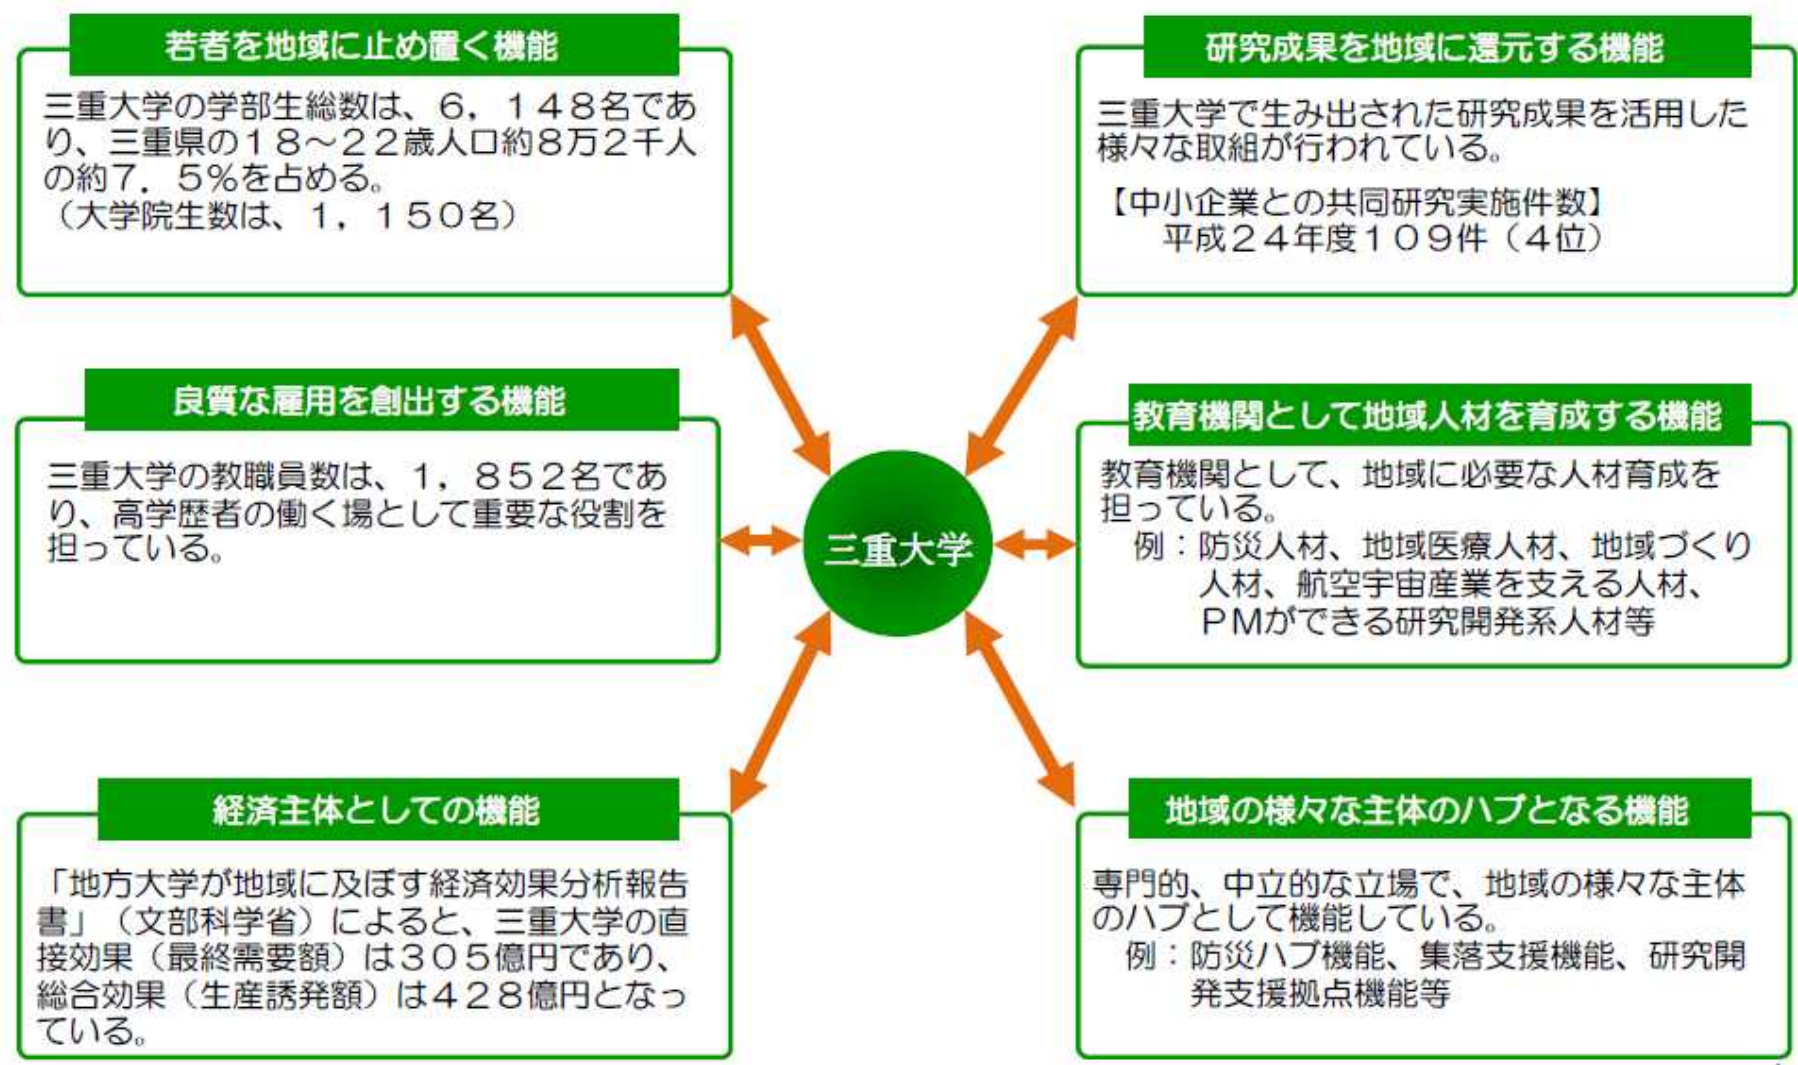 若者を地域に止め置く機能
三重大学の学部生総数は、６，１４８名であ
り、三重県の１８～２２歳人口約８万２千人
の約７．５％を占める。
（大学院生数は、１，１５０名）
研究成果を地域に還元する機能
三重大学で生み出された研究成果を活用した
様々な取組が行われている。
【中小企業との共同研究実施件数】
平成２４年度１０９件（４位）
良質な雇用を創出する機能
三重大学の教職員数は、１，８５２名であ
り、高学歴者の働く場として重要な役割を
担っている。
三重大学
教育機関として地域人材を育成する機能
教育機関として、地域に必要な人材育成を
担っている。
例：防災人材、地域医療人材、地域づくり
人材、航空宇宙産業を支える人材、
ＰＭができる研究開発系人材等
経済主体としての機能
「地方大学が地域に及ぼす経済効果分析報告
書」（文部科学省）によると、三重大学の直
接効果（最終需要額）は３０５億円であり、
総合効果（生産誘発額）は４２８億円となっ
ている。
地域の様々な主体のハブとなる機能
専門的、中立的な立場で、地域の様々な主体
のハブとして機能している。
例：防災ハブ機能、集落支援機能、研究開
発支援拠点機能等